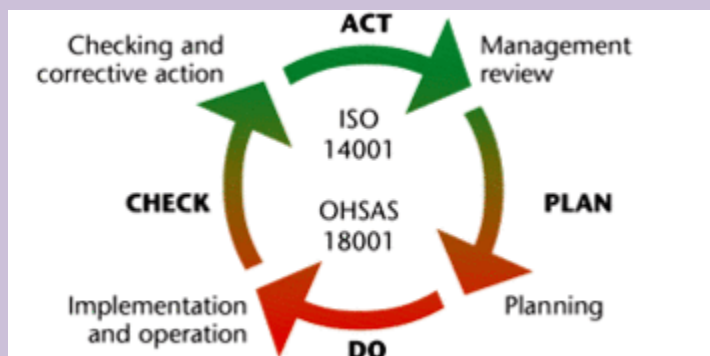 ACT
Checking and
corrective action
Management
review
ISO
14001
CHECK
OHSAS
18001
PLAN
Implementation
and operation
Planning
DO